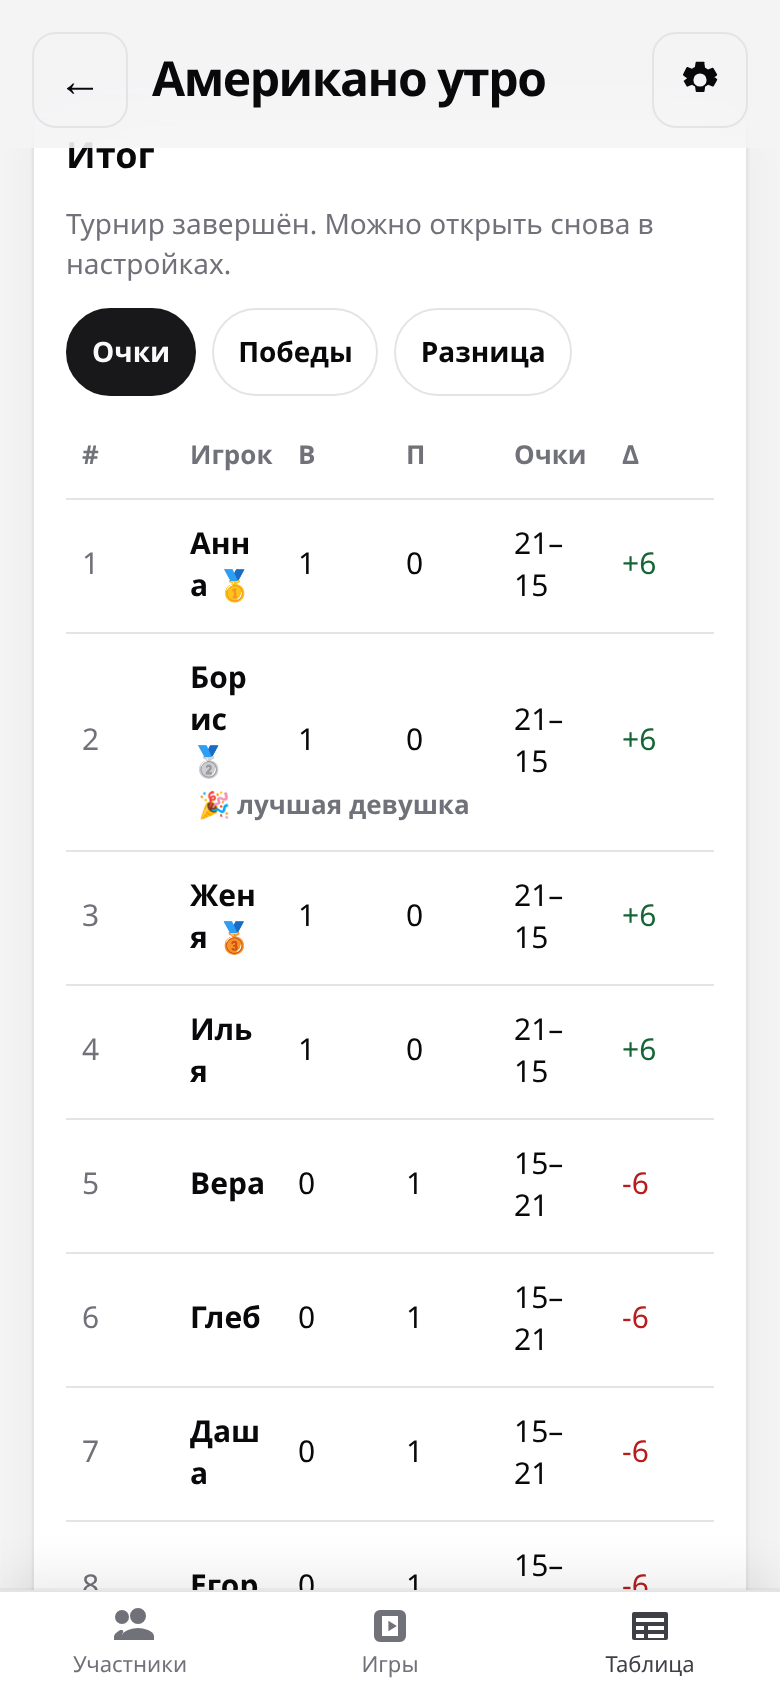 ← Американо утро
Итог
Турнир завершён. Можно открыть снова в
настройках.
Очки Победы Разница
# Игрок В П Очки Δ
1 Анн
а 🥇 1 0 21–
15 +6
2 Бор
ис
🥈 1 0 21–
15 +6
🎉 лучшая девушка
3 Жен
я 🥉 1 0 21–
15 +6
4 Иль
я 1 0 21–
15 +6
5 Вера 0 1 15–
21 -6
6 Глеб 0 1 15–
21 -6
7 Даш
а 0 1 15–
21 -6
8 Егор 0 1 15–
-6
Участники Игры Таблица